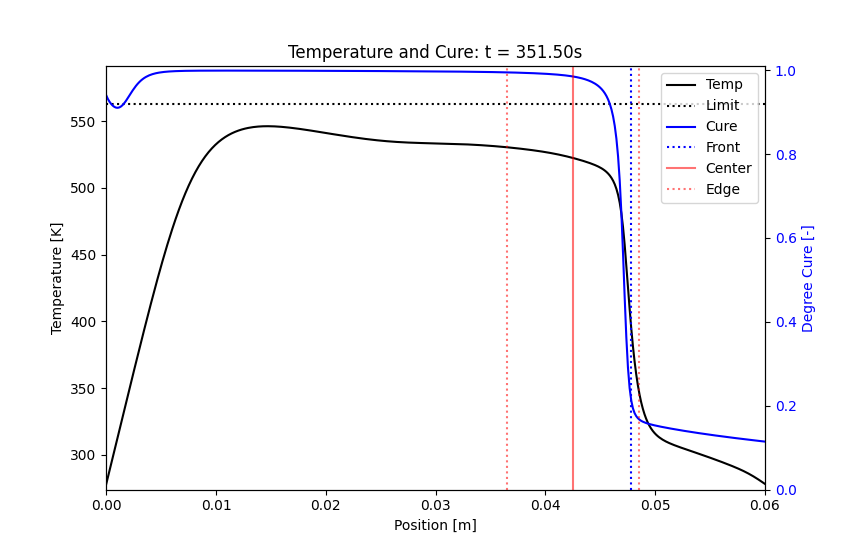 Temperature and Cure: t = 351.50s
Temperature [K]
550
500
450
400
350
300
Temp
Limit
Cure
Front
Center
Edge
1.0
0.8
0.6
0.4
0.2
0.0
Degree Cure [-]
0.00
0.01
0.02
0.03
0.04
0.05
0.06
Position [m]